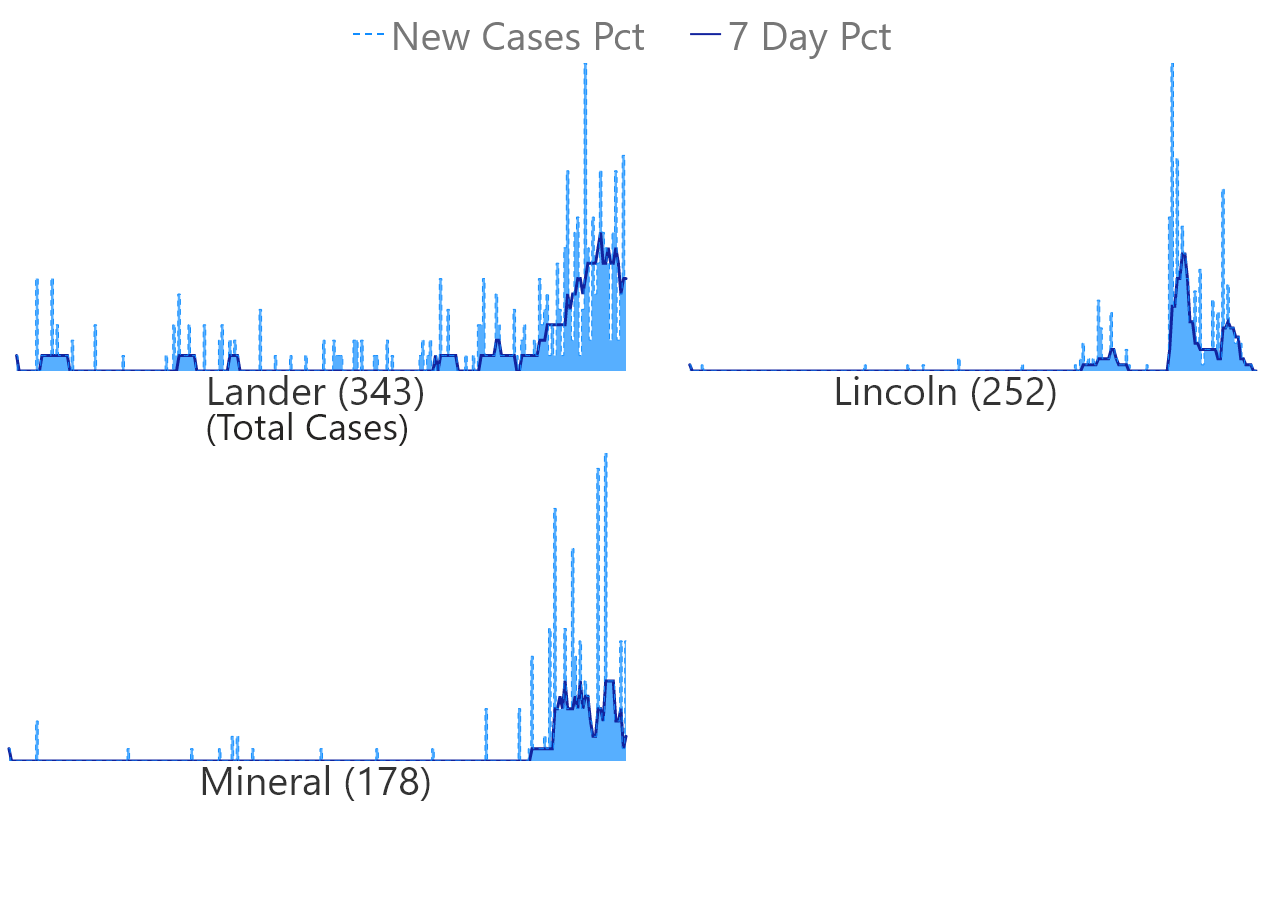 New Cases Pct 7 Day Pct
Lander (343)
(Total Cases)
Lincoln (252)
Mineral (178)